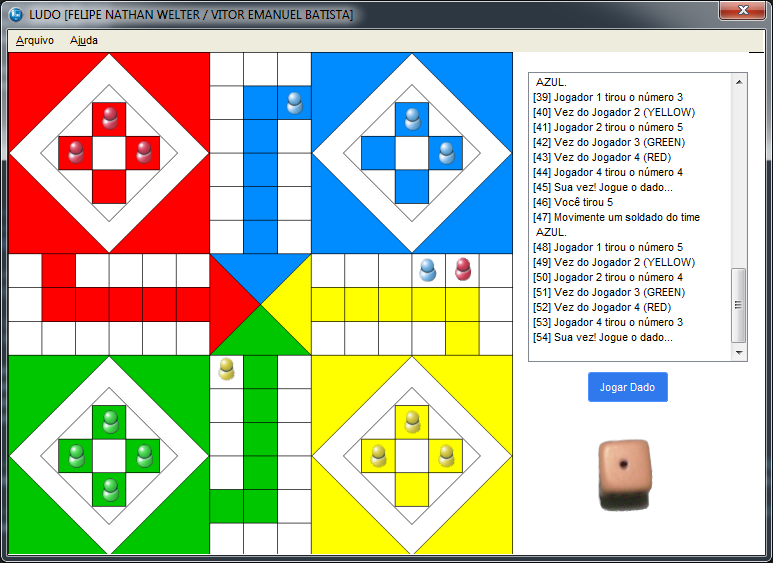 LUDO [FELIPE NATHAN WELTER / VITOR EMANUEL BATISTA]
Arquivo Ajuda
AZUL.
[39] Jogador 1 tirou o número 3
[40] Vez do Jogador 2 (YELLOW)
[41] Jogador 2 tirou o número 5
[42] Vez do Jogador 3 (GREEN)
[43] Vez do Jogador 4 (RED)
[44] Jogador 4 tirou o número 4
[45] Sua vez! Jogue o dado...
[46] Você tirou 5
[47] Movimente um soldado do time
AZUL.
[48] Jogador 1 tirou o número 5
[49] Vez do Jogador 2 (YELLOW)
[50] Jogador 2 tirou o número 4
[51] Vez do Jogador 3 (GREEN)
[52] Vez do Jogador 4 (RED)
[53] Jogador 4 tirou o número 3
[54] Sua vez! Jogue o dado...
Jogar Dado